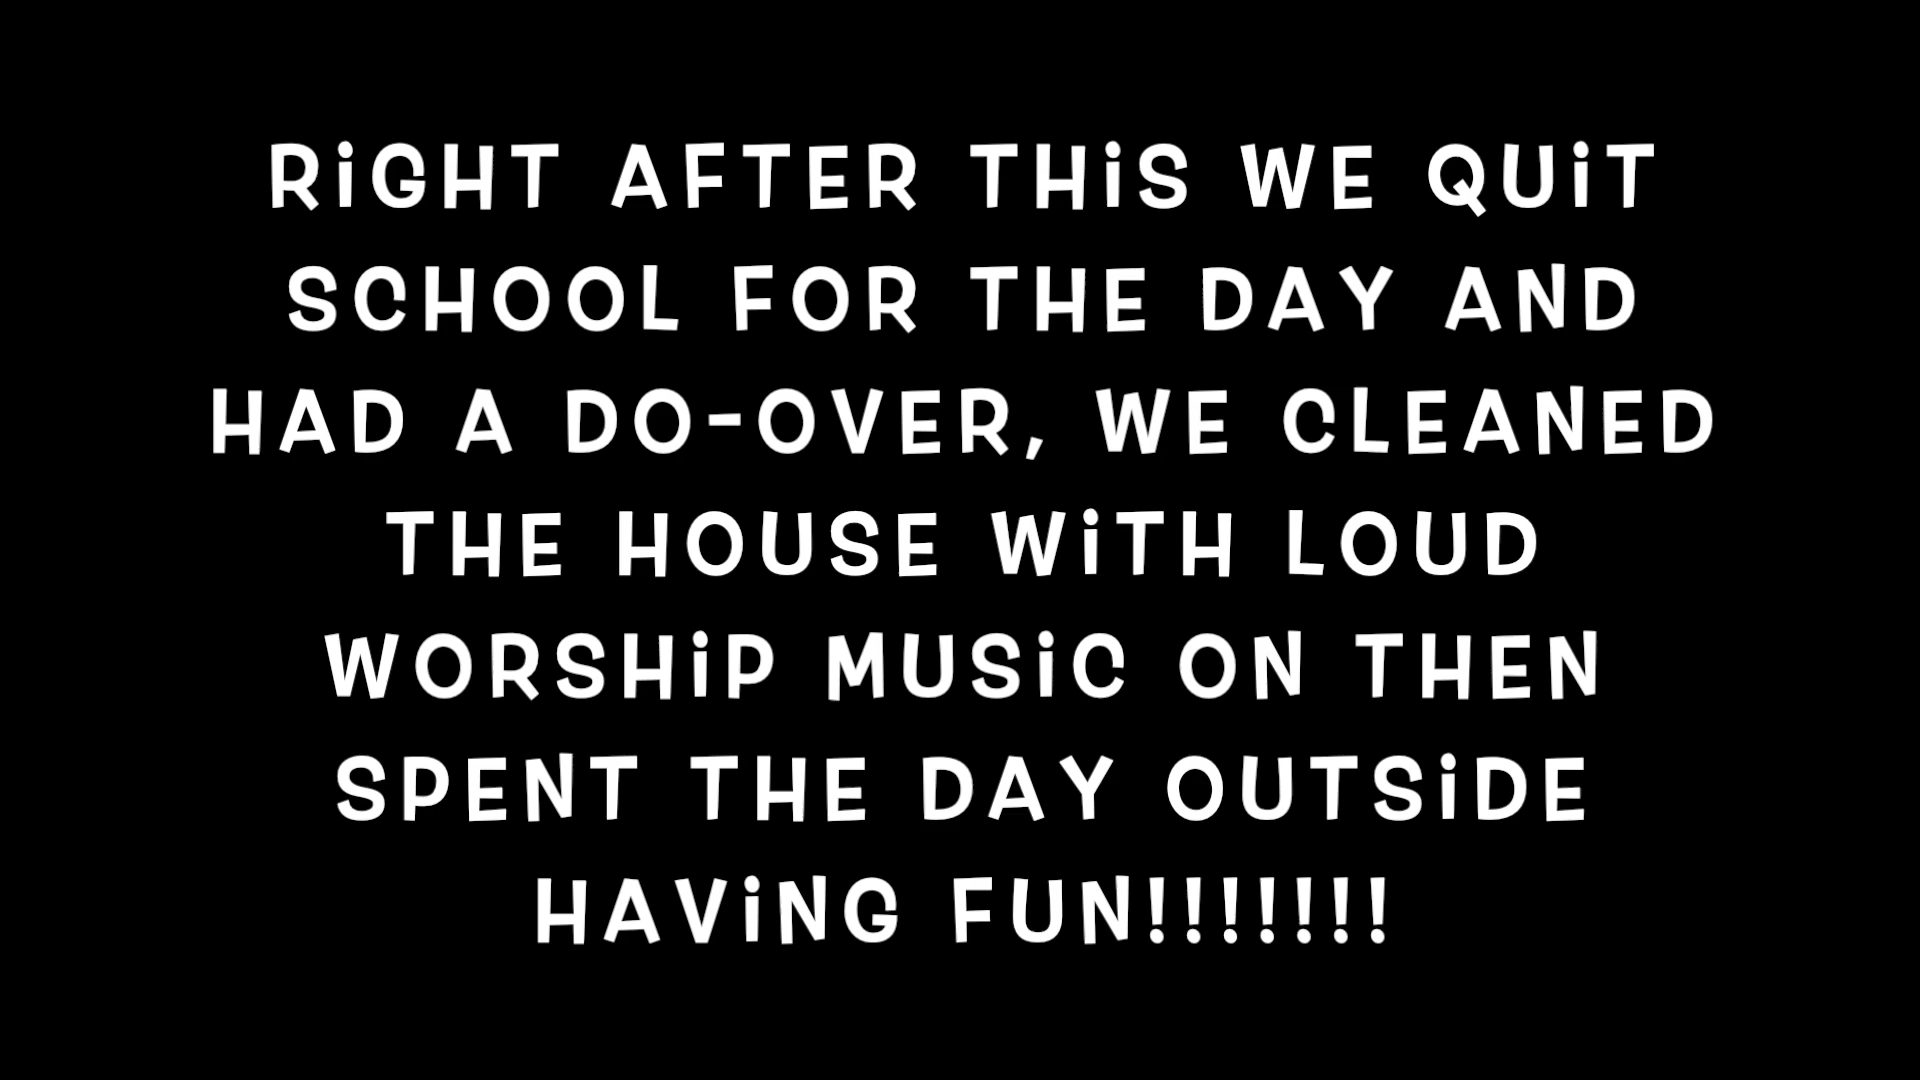 RiGHT AFTER THiS WE QUiT
SCHOOL FOR THE DAY AND
HAD A DO-OVER, WE CLEANED
THE HOUSE WiTH LOUD
WORSHiP MUSiC ON THEN
SPENT THE DAY OUTSiDE
HAViNG FUN!!!!!!!